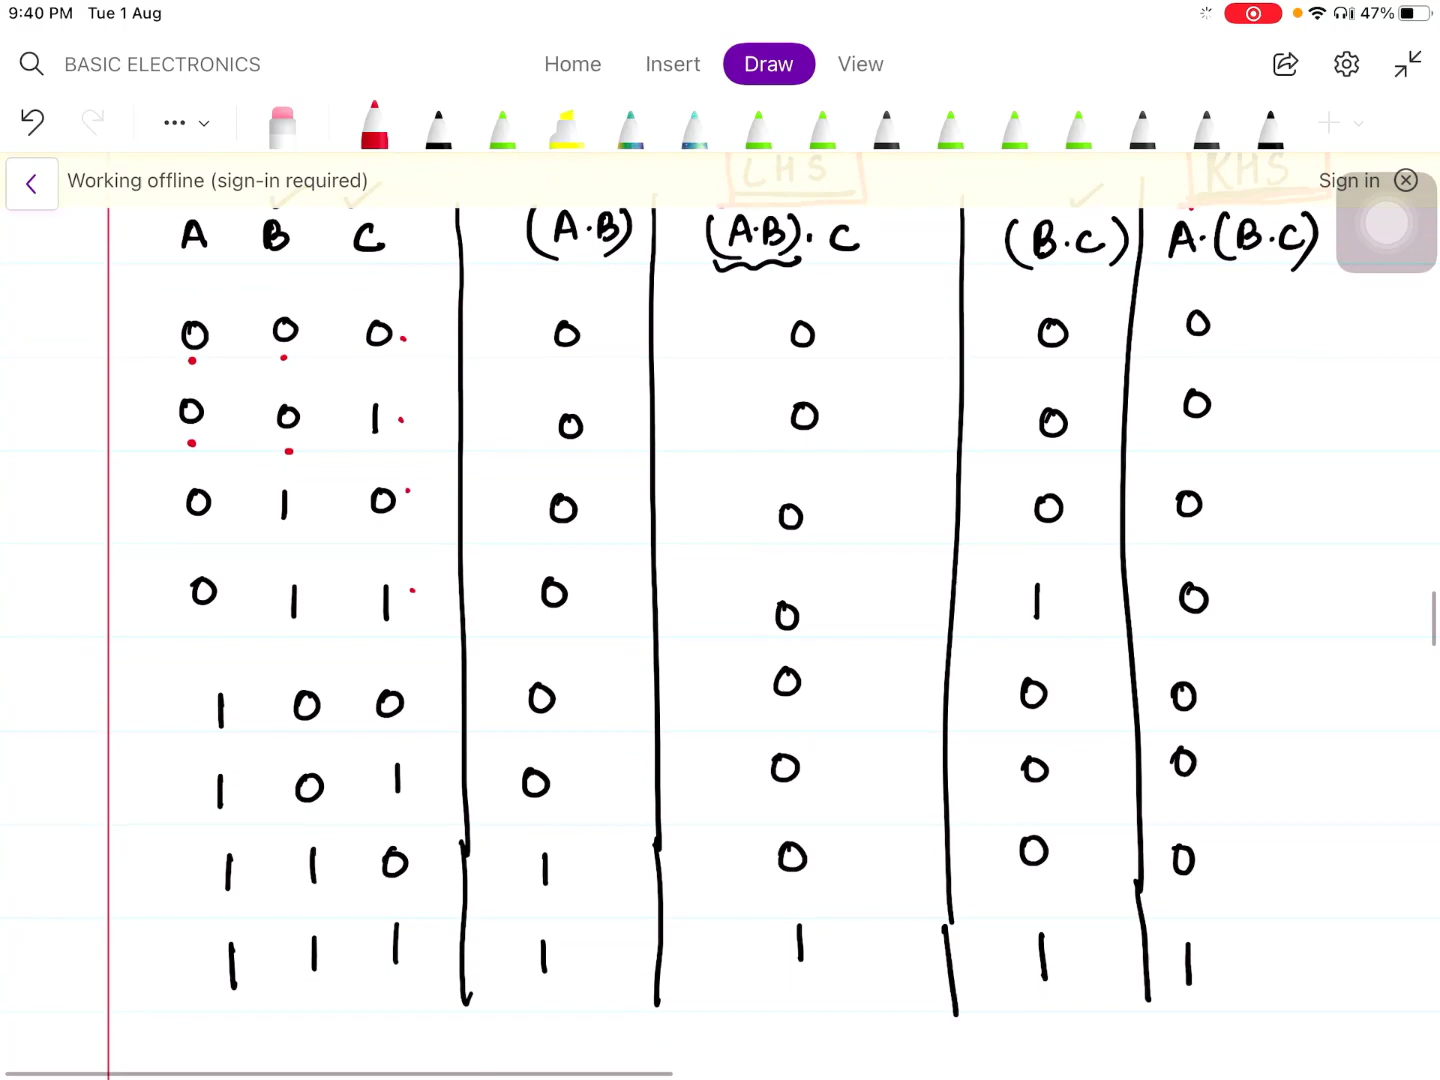 9:40 PM Tue 1 Aug 47%
BASIC ELECTRONICS Home Insert Draw View
Working offline (sign-in required) Sign in
LHS RHS
A B C (A·B) (A·B)·C (B·C) A·(B·C)
0 0 0 0 0 0 0
0 0 1 0 0 0 0
0 1 0 0 0 0 0
0 1 1 0 0 1 0
1 0 0 0 0 0 0
1 0 1 0 0 0 0
1 1 0 1 0 0 0
1 1 1 1 1 1 1